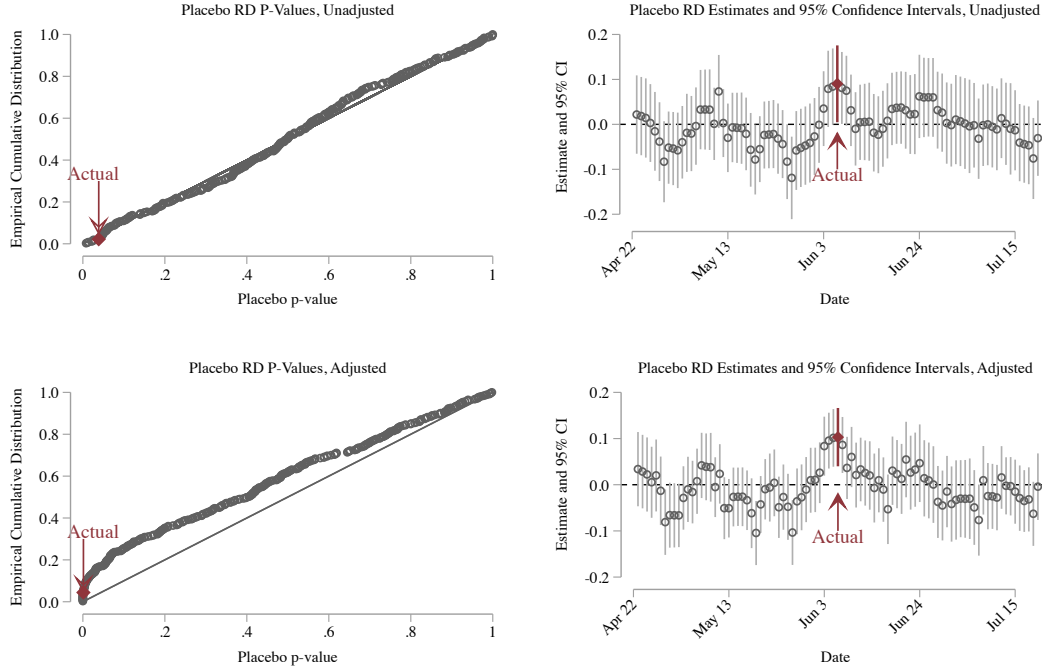 Placebo RD P-Values, Unadjusted
Empirical Cumulative Distribution
1.0
0.8
0.6
0.4
0.2
0.0
Actual
0 .2 .4 .6 .8 1
Placebo p-value
Placebo RD Estimates and 95% Confidence Intervals, Unadjusted
Estimate and 95% CI
0.2
0.1
0.0
-0.1
-0.2
Actual
Apr 22 May 13 Jun 3 Jun 24 Jul 15
Date
Placebo RD P-Values, Adjusted
Empirical Cumulative Distribution
1.0
0.8
0.6
0.4
0.2
0.0
Actual
0 .2 .4 .6 .8 1
Placebo p-value
Placebo RD Estimates and 95% Confidence Intervals, Adjusted
Estimate and 95% CI
0.2
0.1
0.0
-0.1
-0.2
Actual
Apr 22 May 13 Jun 3 Jun 24 Jul 15
Date